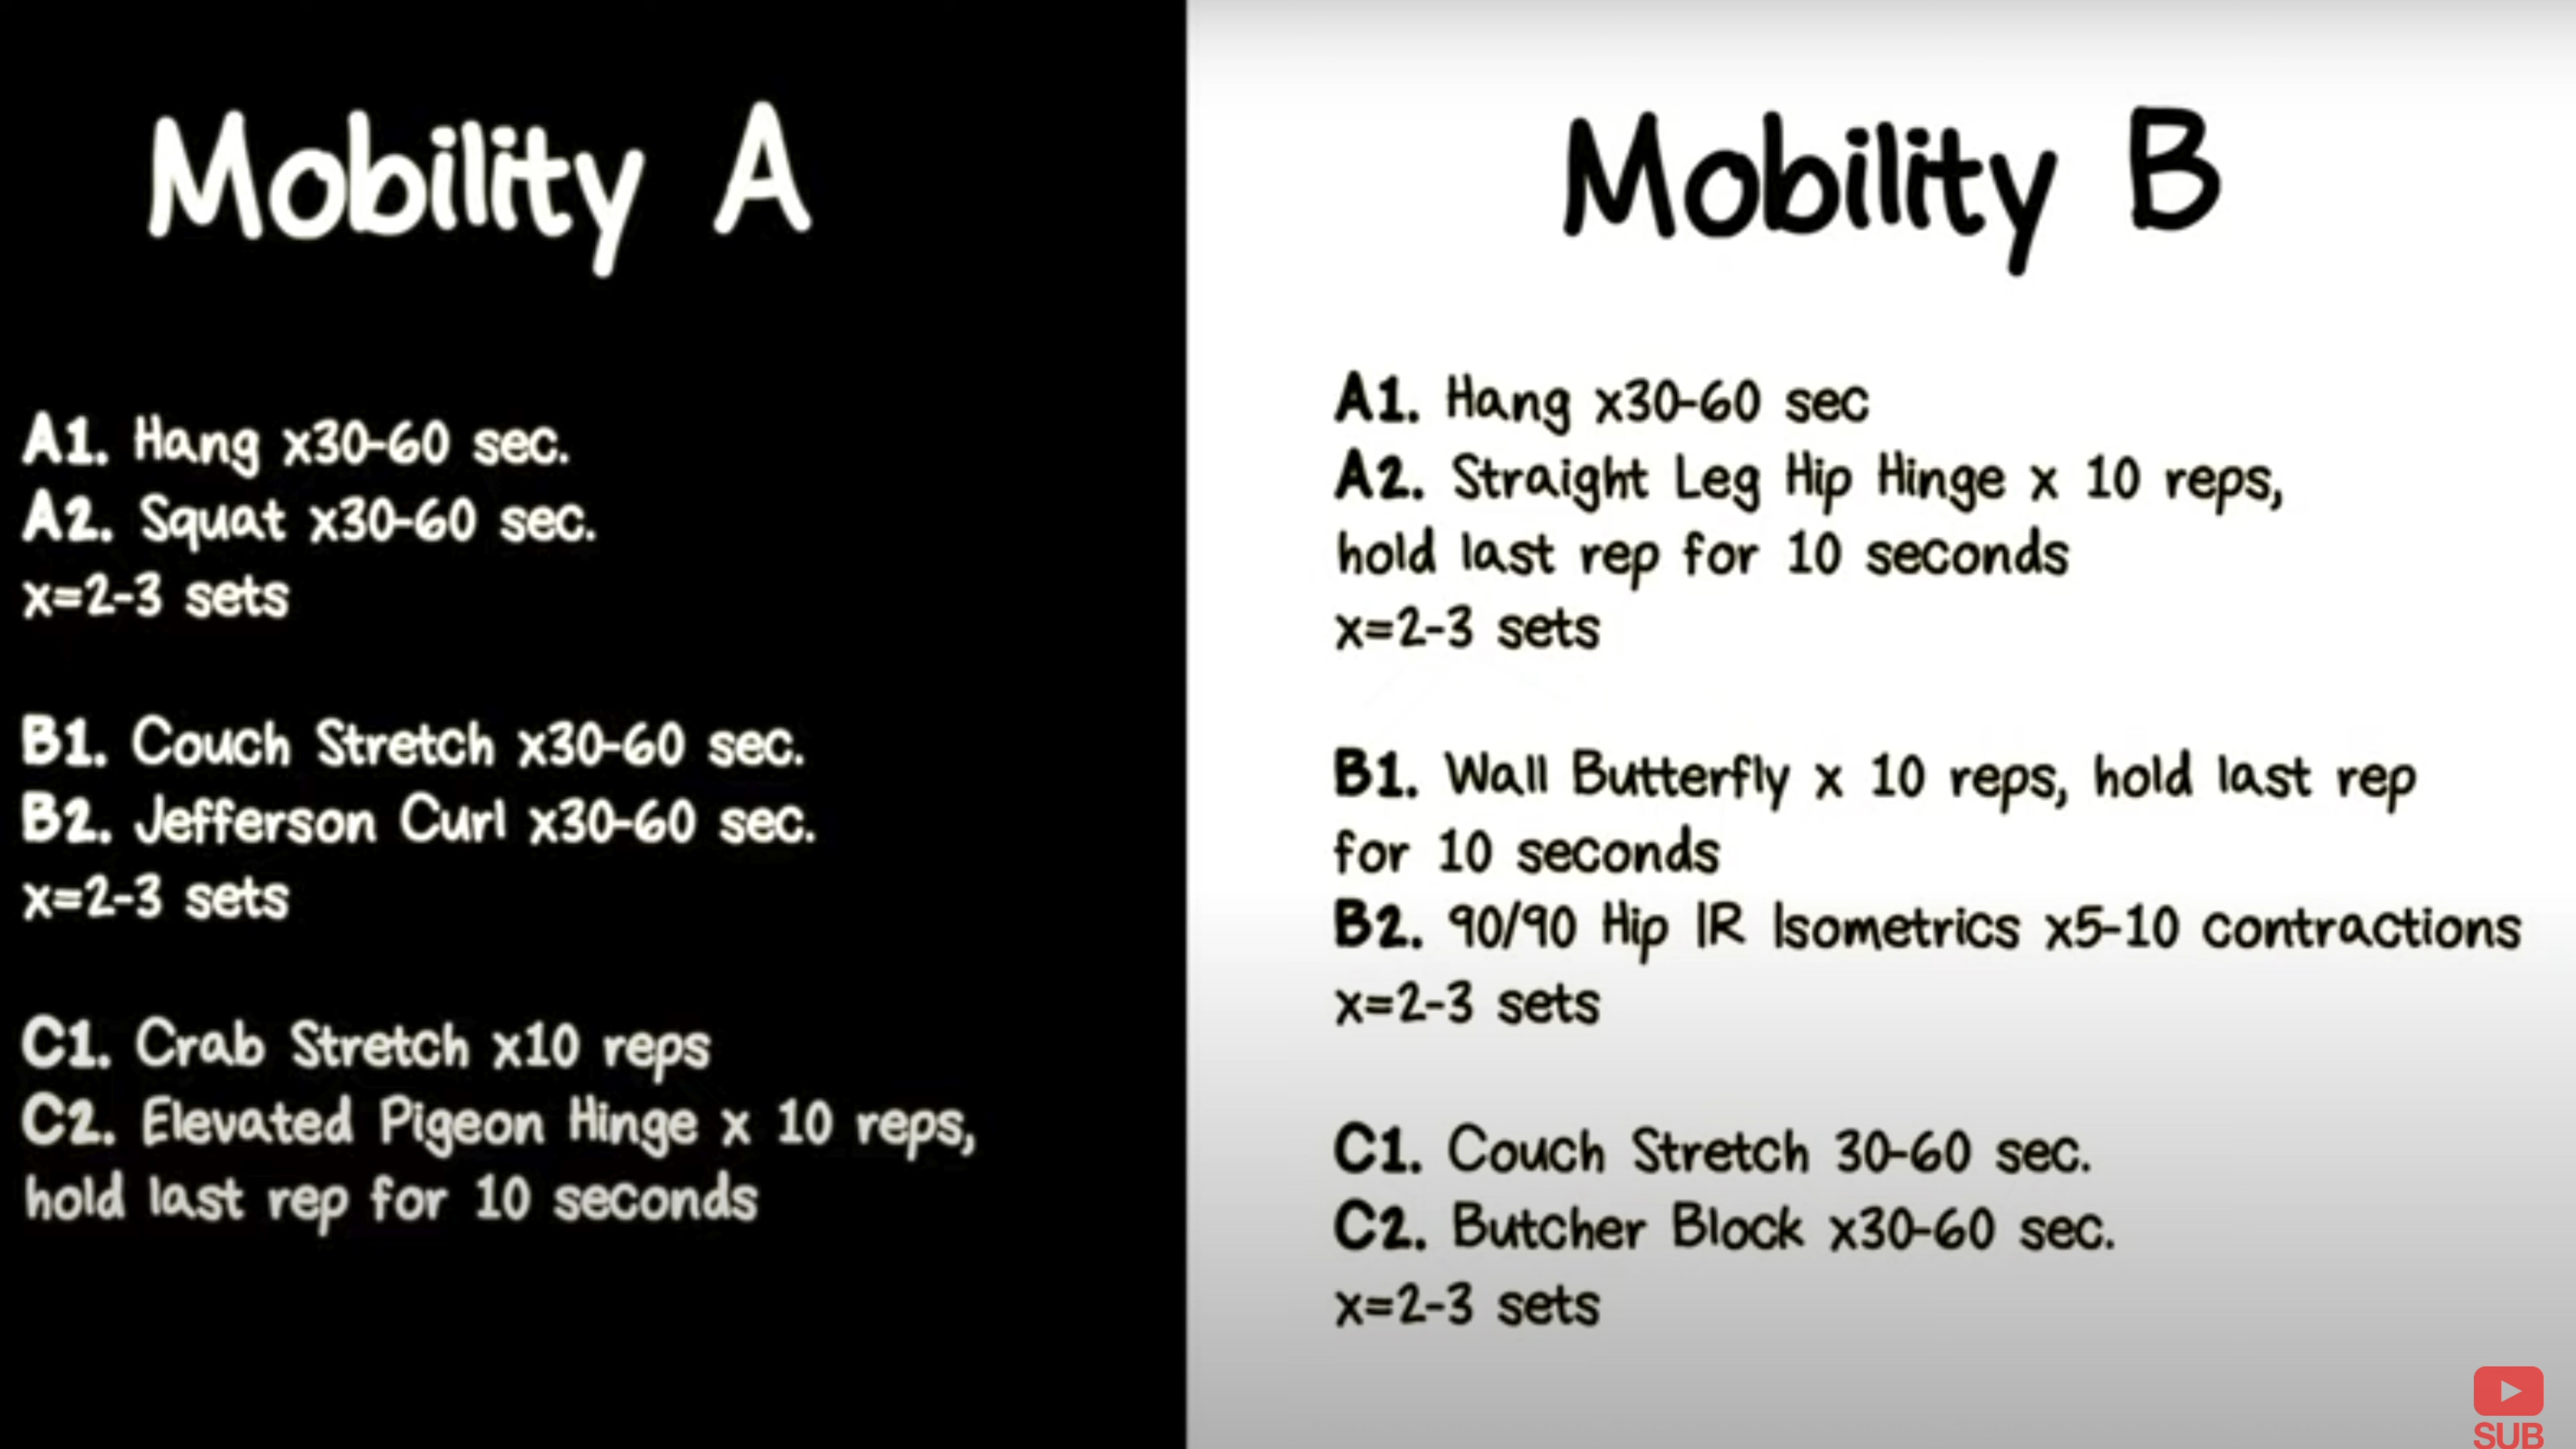 Mobility A
A1. Hang x30-60 sec.
A2. Squat x30-60 sec.
x=2-3 sets
B1. Couch Stretch x30-60 sec.
B2. Jefferson Curl x30-60 sec.
x=2-3 sets
C1. Crab Stretch x10 reps
C2. Elevated Pigeon Hinge x 10 reps,
hold last rep for 10 seconds
Mobility B
A1. Hang x30-60 sec
A2. Straight Leg Hip Hinge x 10 reps,
hold last rep for 10 seconds
x=2-3 sets
B1. Wall Butterfly x 10 reps, hold last rep
for 10 seconds
B2. 90/90 Hip IR Isometrics x5-10 contractions
x=2-3 sets
C1. Couch Stretch 30-60 sec.
C2. Butcher Block x30-60 sec.
x=2-3 sets
SUB